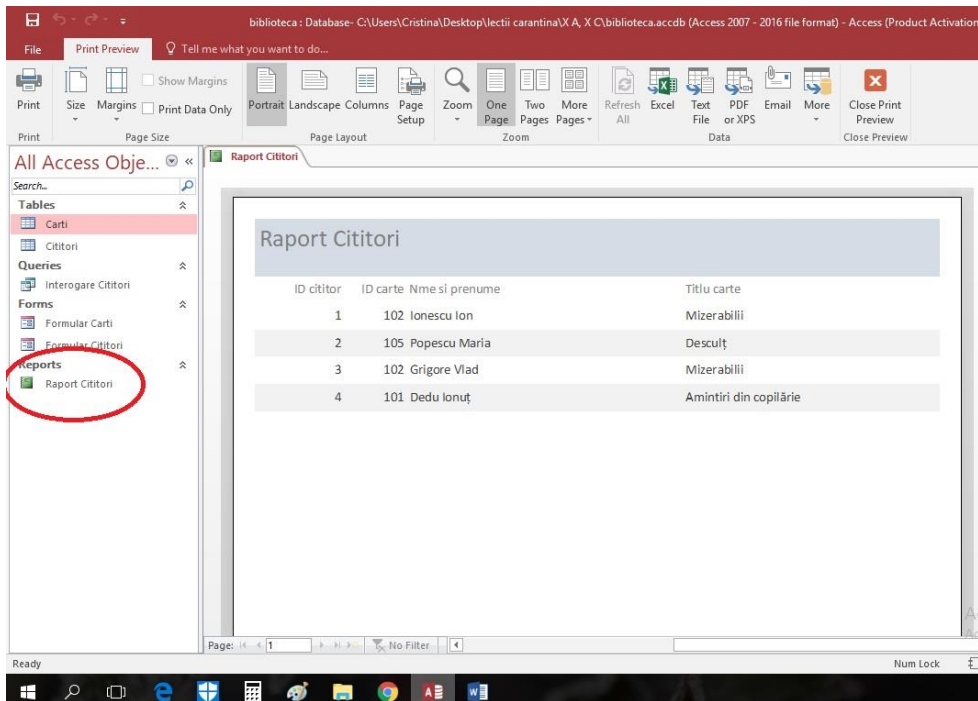 biblioteca : Database- C:\Users\Cristina\Desktop\lectii carantina\X A, X C\biblioteca.accdb (Access 2007 - 2016 file format) - Access (Product Activation
File Print Preview Tell me what you want to do...
Print Size Margins Show Margins Print Data Only Portrait Landscape Columns Page Setup Zoom One Page Two Pages More Pages Refresh All Excel Text File PDF or XPS Email More Close Print Preview
Print Page Size Page Layout Zoom Data Close Preview
All Access Obje... «
Search...
Tables
Carti
Cititori
Queries
Interogare Cititori
Forms
Formular Carti
Formular Cititori
Reports
Raport Cititori
Raport Cititori
Raport Cititori
ID cititor ID carte Nme si prenume Titlu carte
1 102 Ionescu Ion Mizerabilii
2 105 Popescu Maria Desculț
3 102 Grigore Vlad Mizerabilii
4 101 Dedu Ionuț Amintiri din copilărie
Page: 1 No Filter
Ready Num Lock